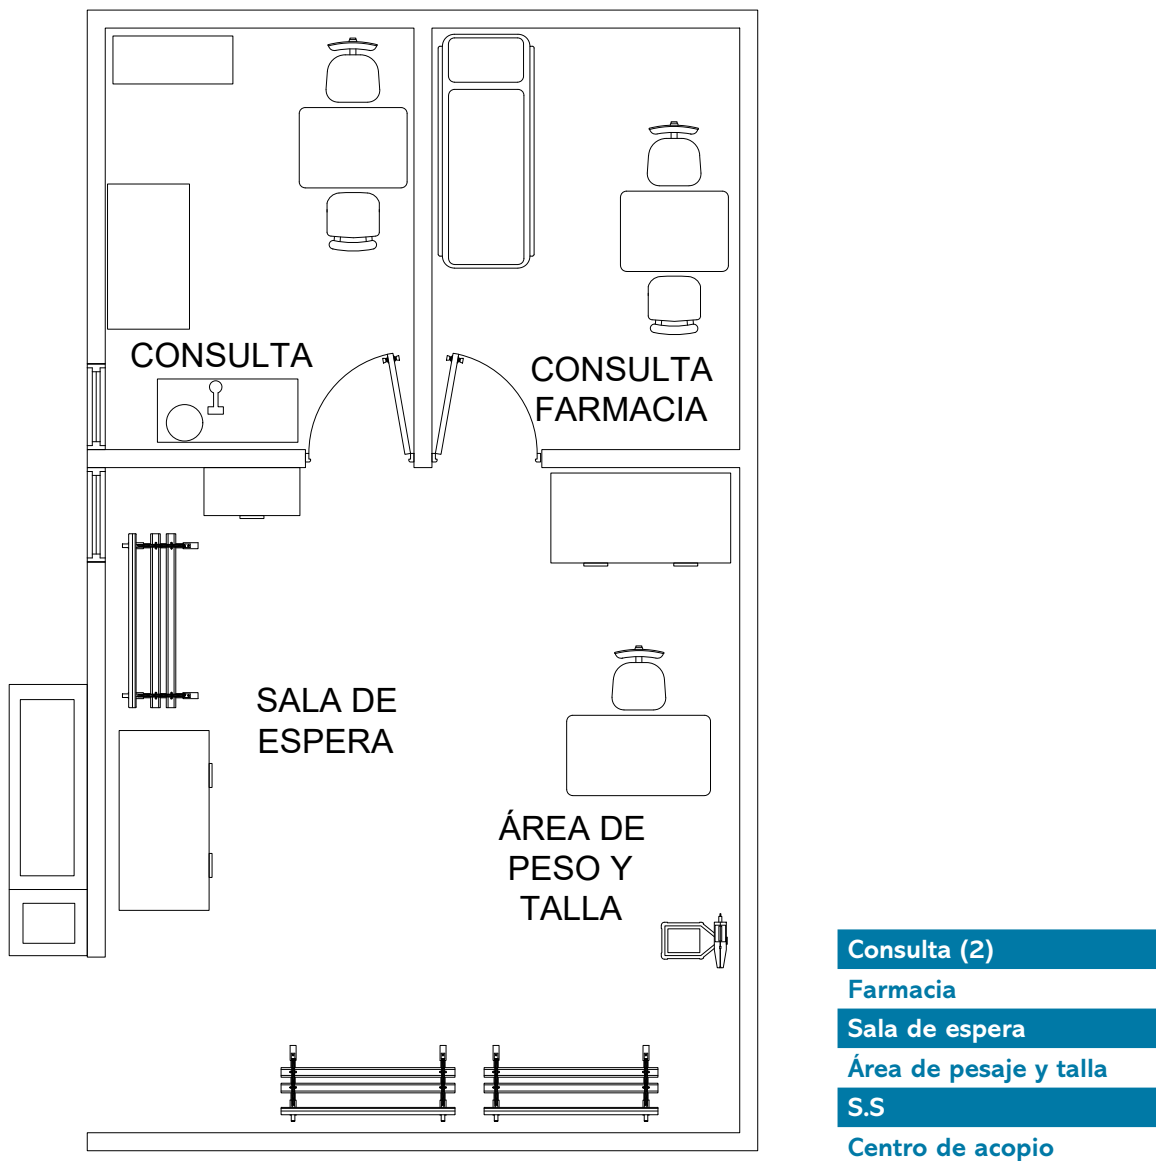 CONSULTA
CONSULTA
FARMACIA
SALA DE
ESPERA
ÁREA DE
PESO Y
TALLA
Consulta (2)
Farmacia
Sala de espera
Área de pesaje y talla
S.S
Centro de acopio